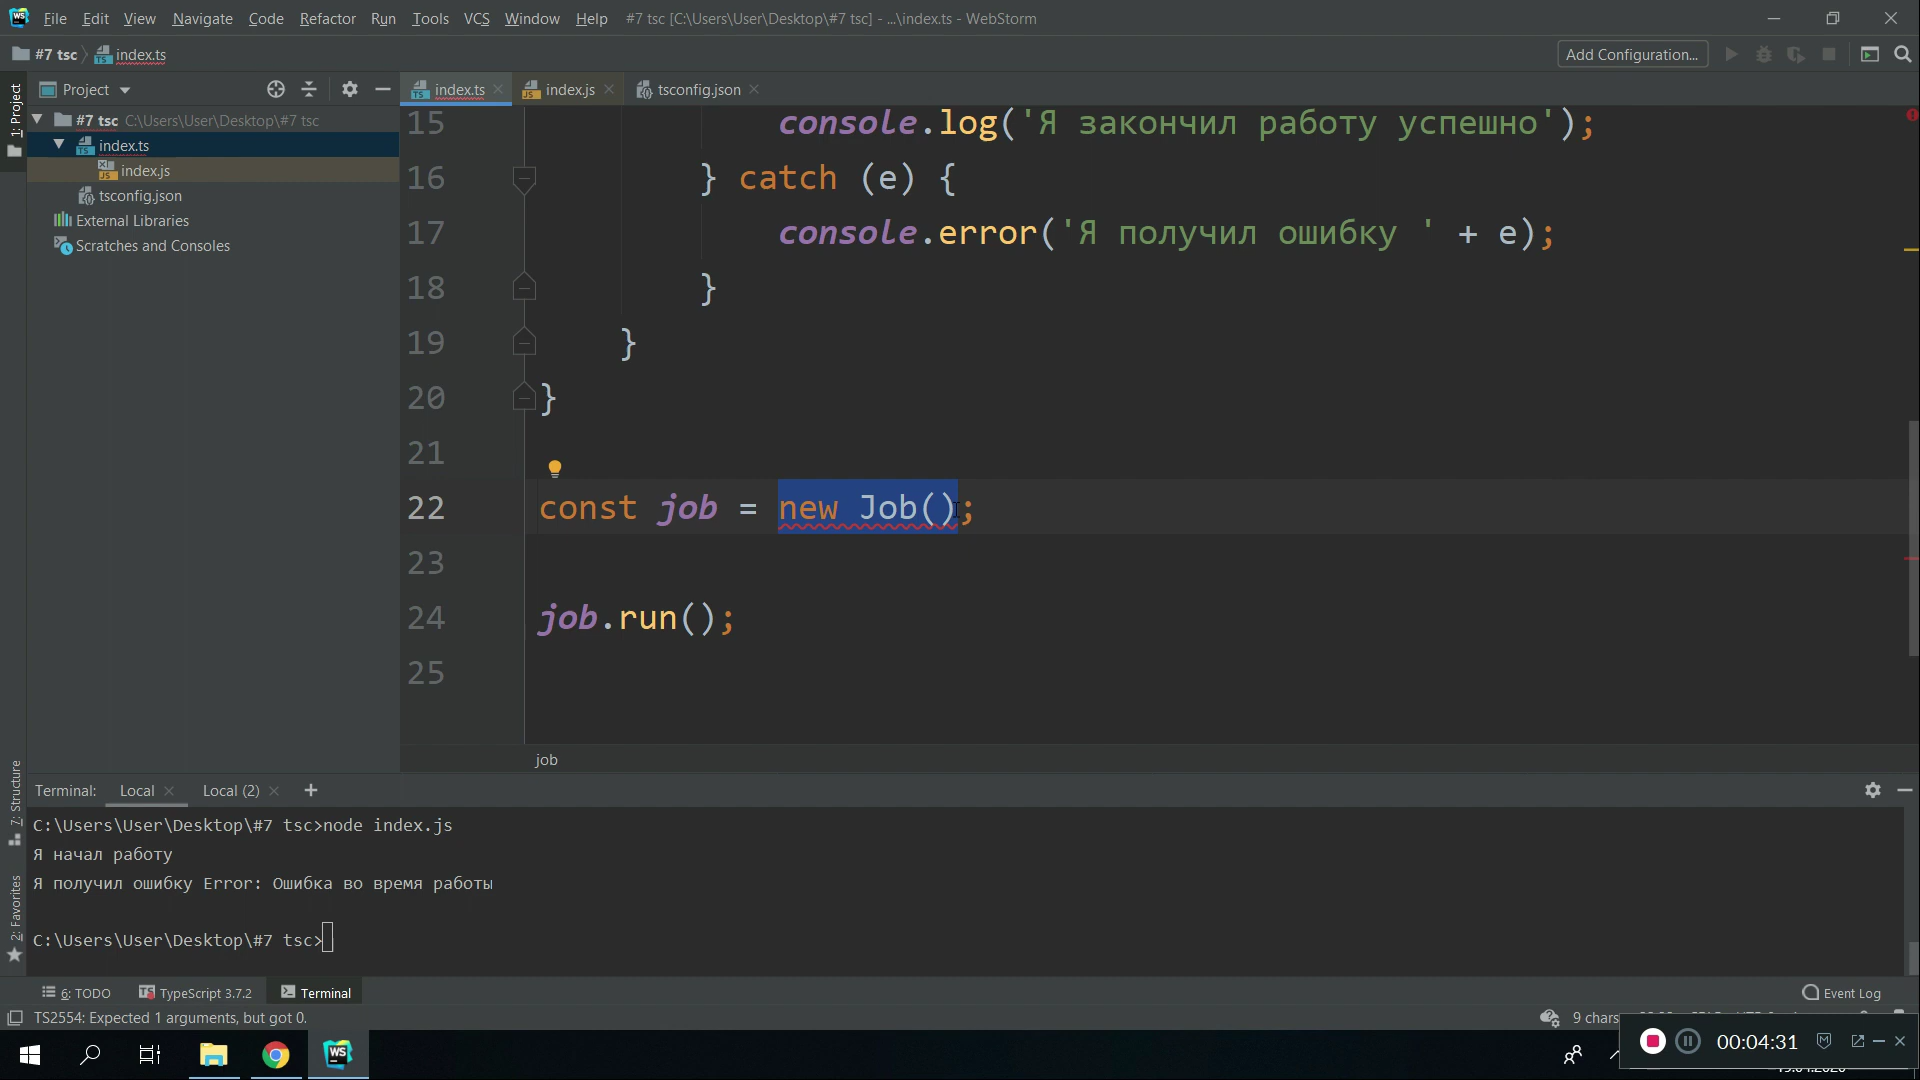 File Edit View Navigate Code Refactor Run Tools VCS Window Help #7 tsc [C:\Users\User\Desktop\#7 tsc] - ...\index.ts - WebStorm
#7 tsc index.ts Add Configuration...
1: Project
Project
index.ts index.js tsconfig.json
#7 tsc C:\Users\User\Desktop\#7 tsc
index.ts
index.js
tsconfig.json
External Libraries
Scratches and Consoles
15 console.log('Я закончил работу успешно');
16 } catch (e) {
17 console.error('Я получил ошибку ' + e);
18 }
19 }
20 }
21
22 const job = new Job();
23
24 job.run();
25
job
7: Structure
2: Favorites
Terminal: Local Local (2) +
C:\Users\User\Desktop\#7 tsc>node index.js
Я начал работу
Я получил ошибку Error: Ошибка во время работы
C:\Users\User\Desktop\#7 tsc>
6: TODO TypeScript 3.7.2 Terminal Event Log
TS2554: Expected 1 arguments, but got 0. 9 chars
00:04:31